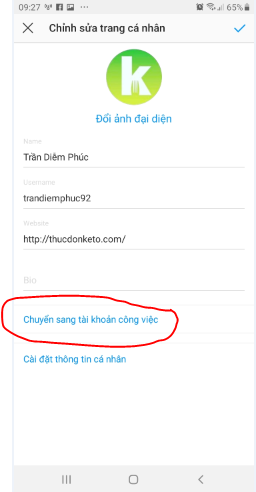 09:27 ... 65%
Chỉnh sửa trang cá nhân
k
Đổi ảnh đại diện
Name
Trần Diêm Phúc
Username
trandiemphuc92
Website
http://thucdonketo.com/
Bio
Chuyển sang tài khoản công việc
Cài đặt thông tin cá nhân